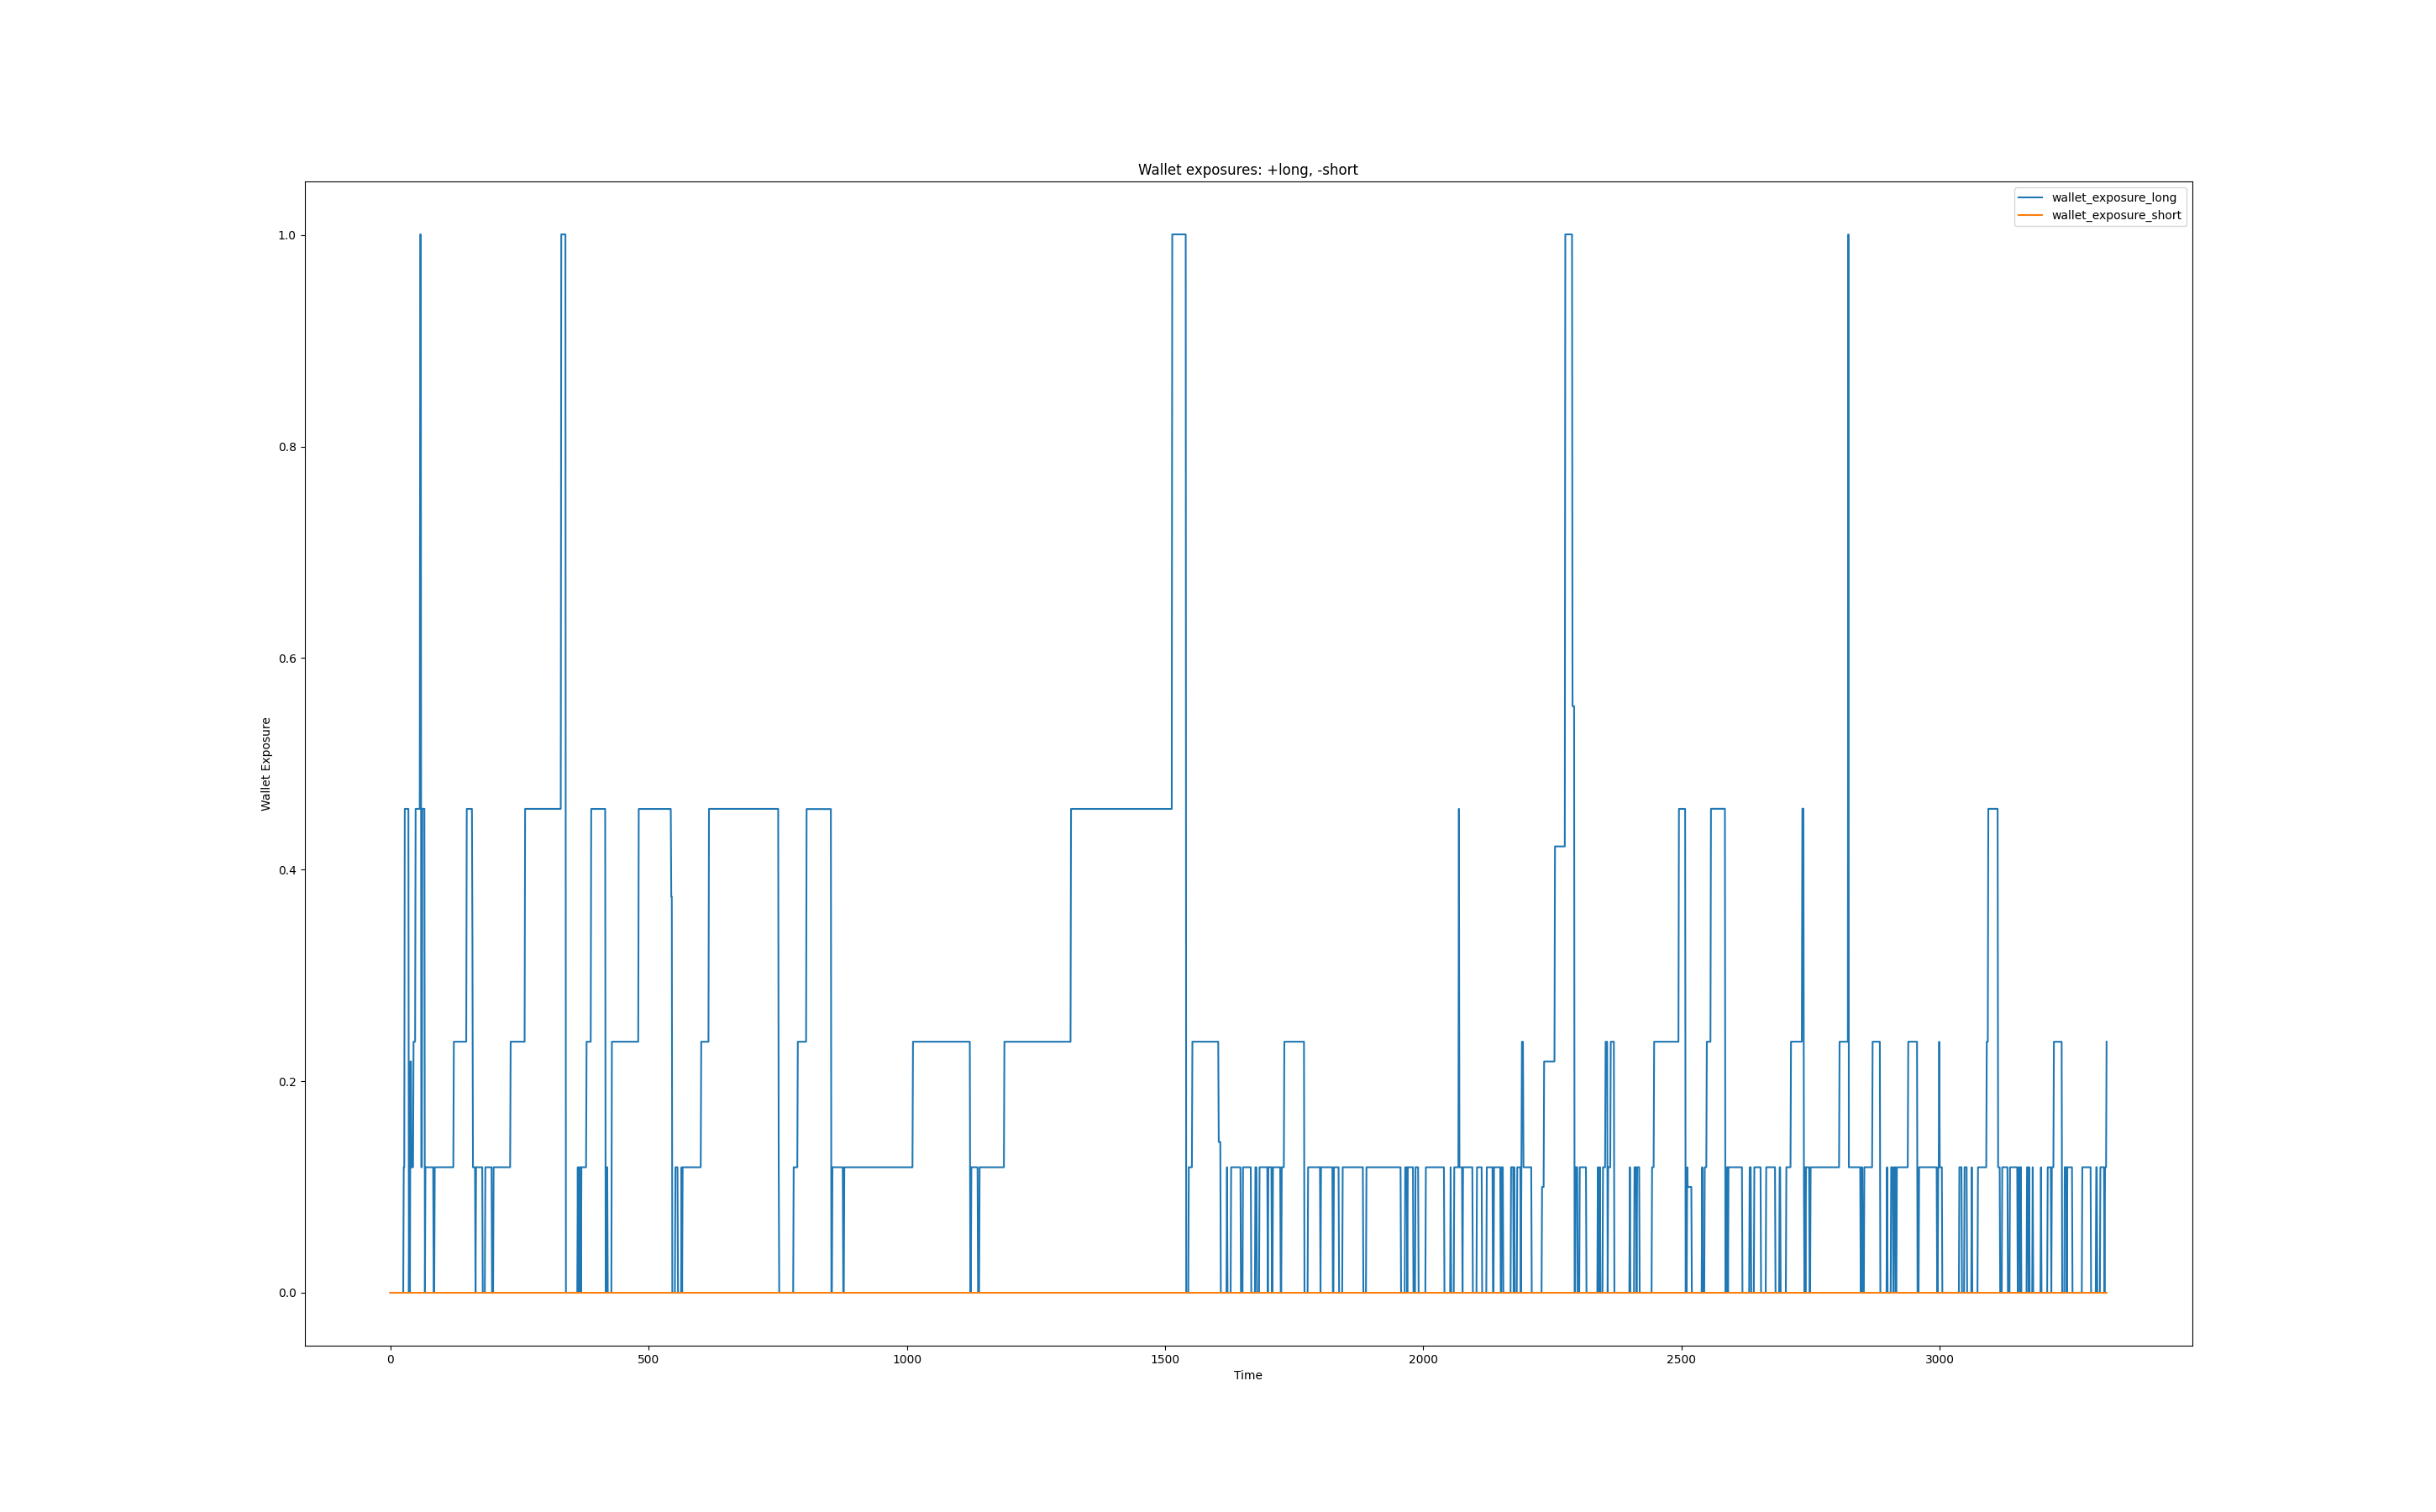 Wallet exposures: +long, -short
wallet_exposure_long
wallet_exposure_short
1.0
0.8
0.6
0.4
0.2
0.0
Wallet Exposure
0 500 1000 1500 2000 2500 3000
Time